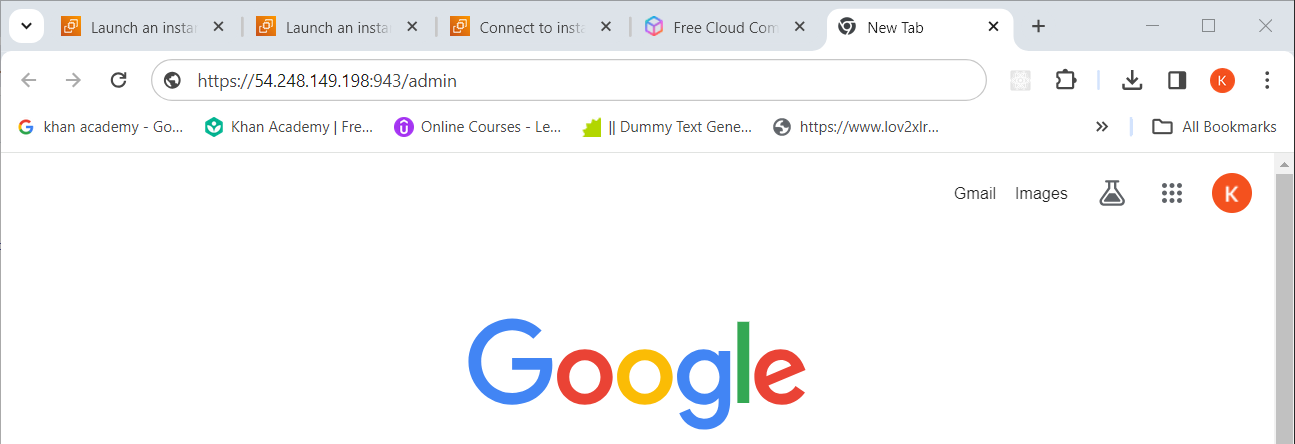 Launch an instan
Launch an instan
Connect to insta
Free Cloud Com
New Tab
https://54.248.149.198:943/admin
K
khan academy - Go...
Khan Academy | Fre...
Online Courses - Le...
|| Dummy Text Gene...
https://www.lov2xlr...
All Bookmarks
Gmail
Images
K
Google